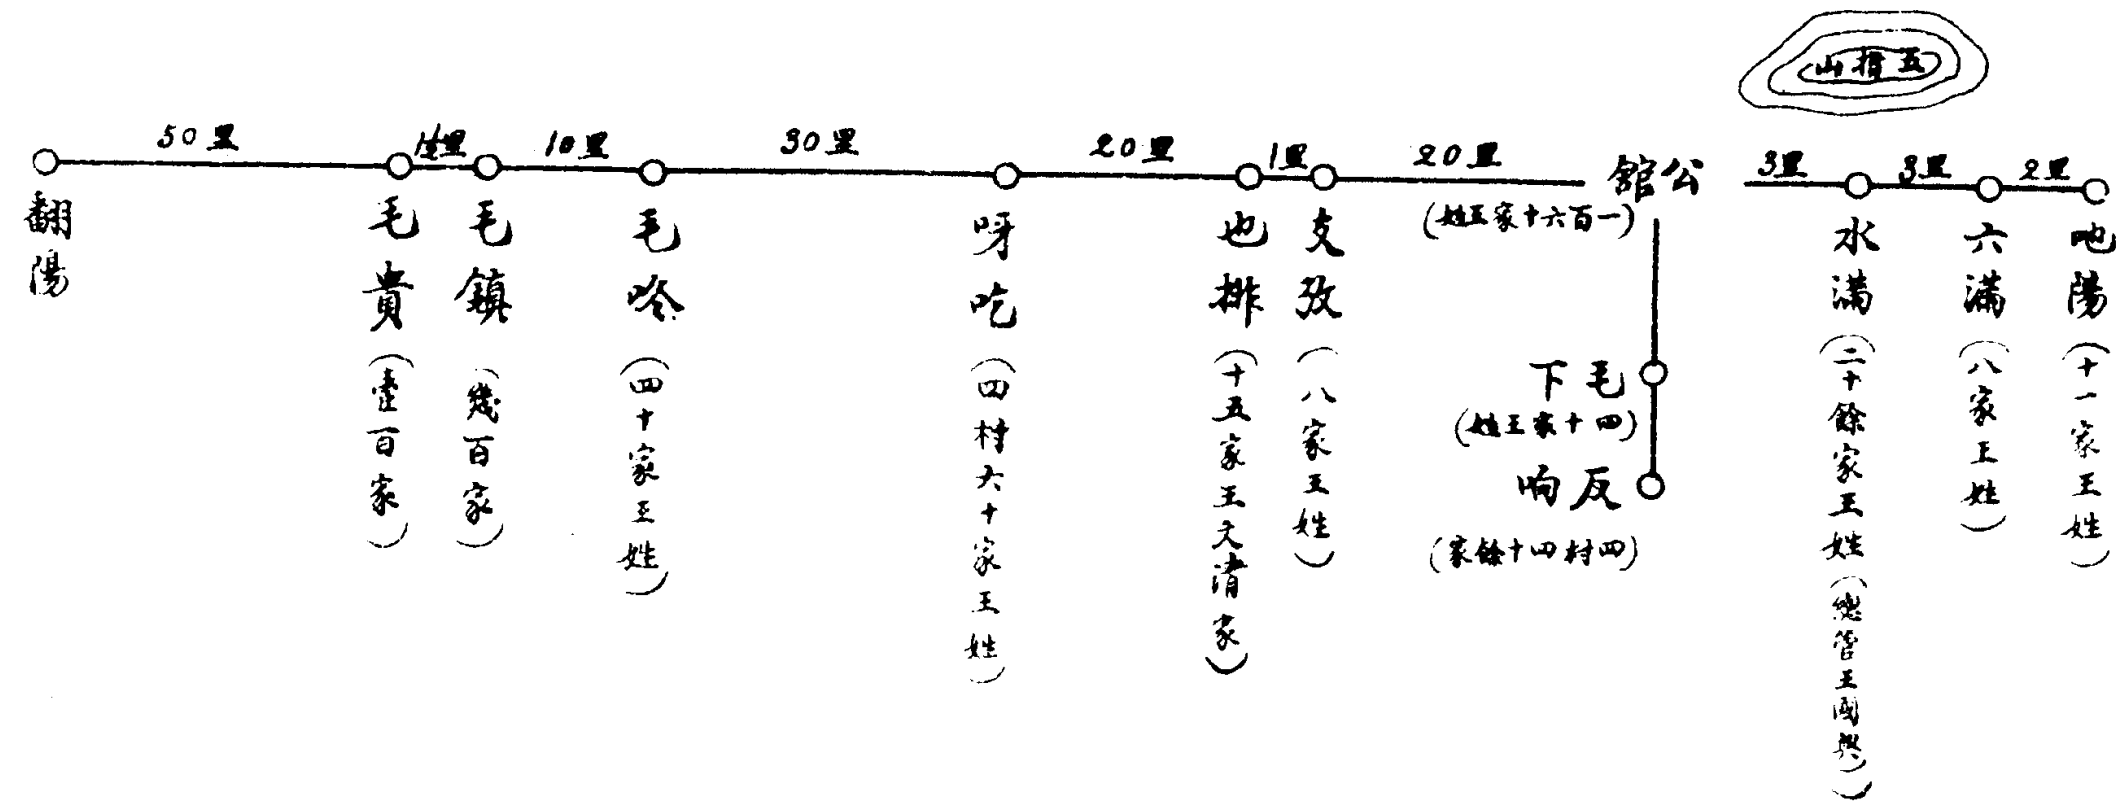 五指山
50里
1½里
10里
30里
20里
1里
20里
3里
3里
2里
公館
(一百六十家王姓)
翻陽
毛貴(壹百家)
毛鎮(幾百家)
毛呤(四十家王姓)
呀吃(四村六十家王姓)
也排(十五家王文清家)
支孜(八家王姓)
毛下
(四十家王姓)
反响
(四村四十餘家)
水滿(二十餘家王姓(總管王國興))
六滿(八家王姓)
吔陽(十一家王姓)